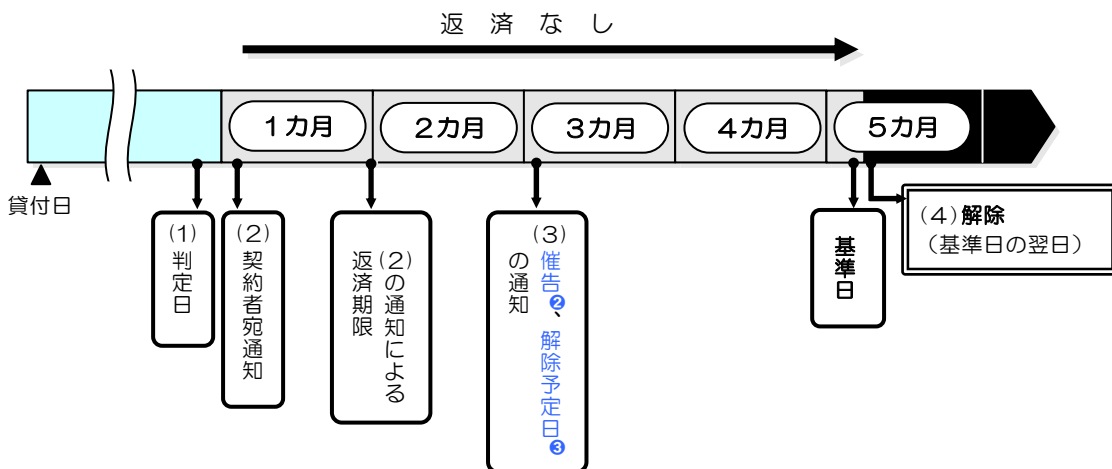 返済なし
1カ月
2カ月
3カ月
4カ月
5カ月
貸付日
(1)
判定日
(2)
契約者宛通知
(2)の通知による
返済期限
(3)
催告❷、解除予定日❸
の通知
基準日
(4)解除
(基準日の翌日)